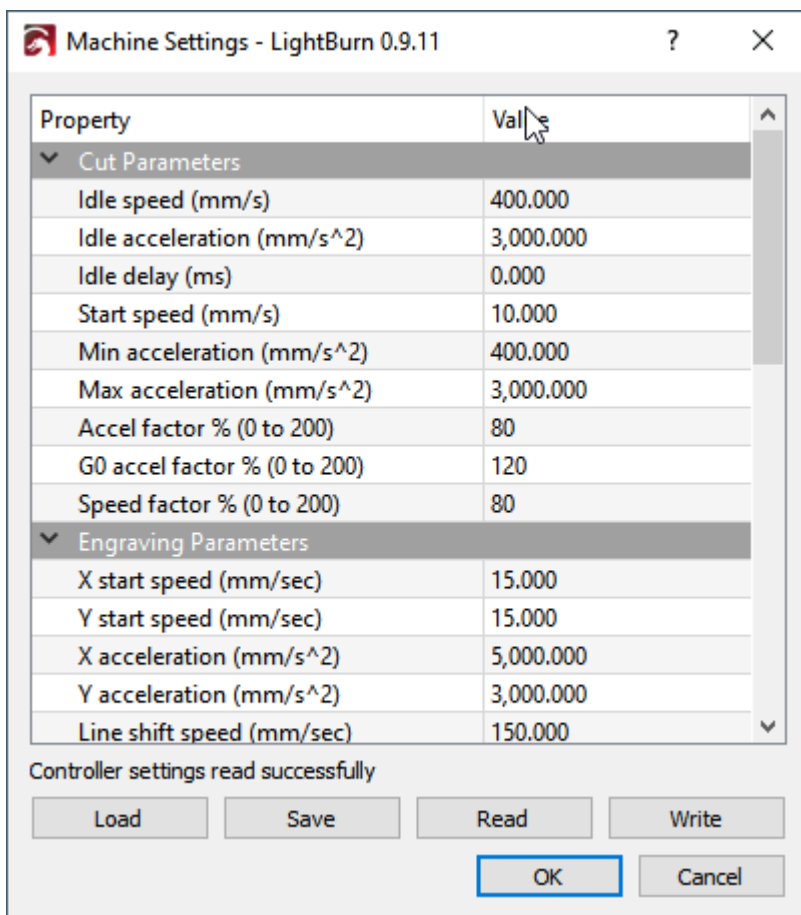 Machine Settings - LightBurn 0.9.11 ?
Property Value
Cut Parameters
Idle speed (mm/s) 400.000
Idle acceleration (mm/s^2) 3,000.000
Idle delay (ms) 0.000
Start speed (mm/s) 10.000
Min acceleration (mm/s^2) 400.000
Max acceleration (mm/s^2) 3,000.000
Accel factor % (0 to 200) 80
G0 accel factor % (0 to 200) 120
Speed factor % (0 to 200) 80
Engraving Parameters
X start speed (mm/sec) 15.000
Y start speed (mm/sec) 15.000
X acceleration (mm/s^2) 5,000.000
Y acceleration (mm/s^2) 3,000.000
Line shift speed (mm/sec) 150.000
Controller settings read successfully
Load Save Read Write
OK Cancel